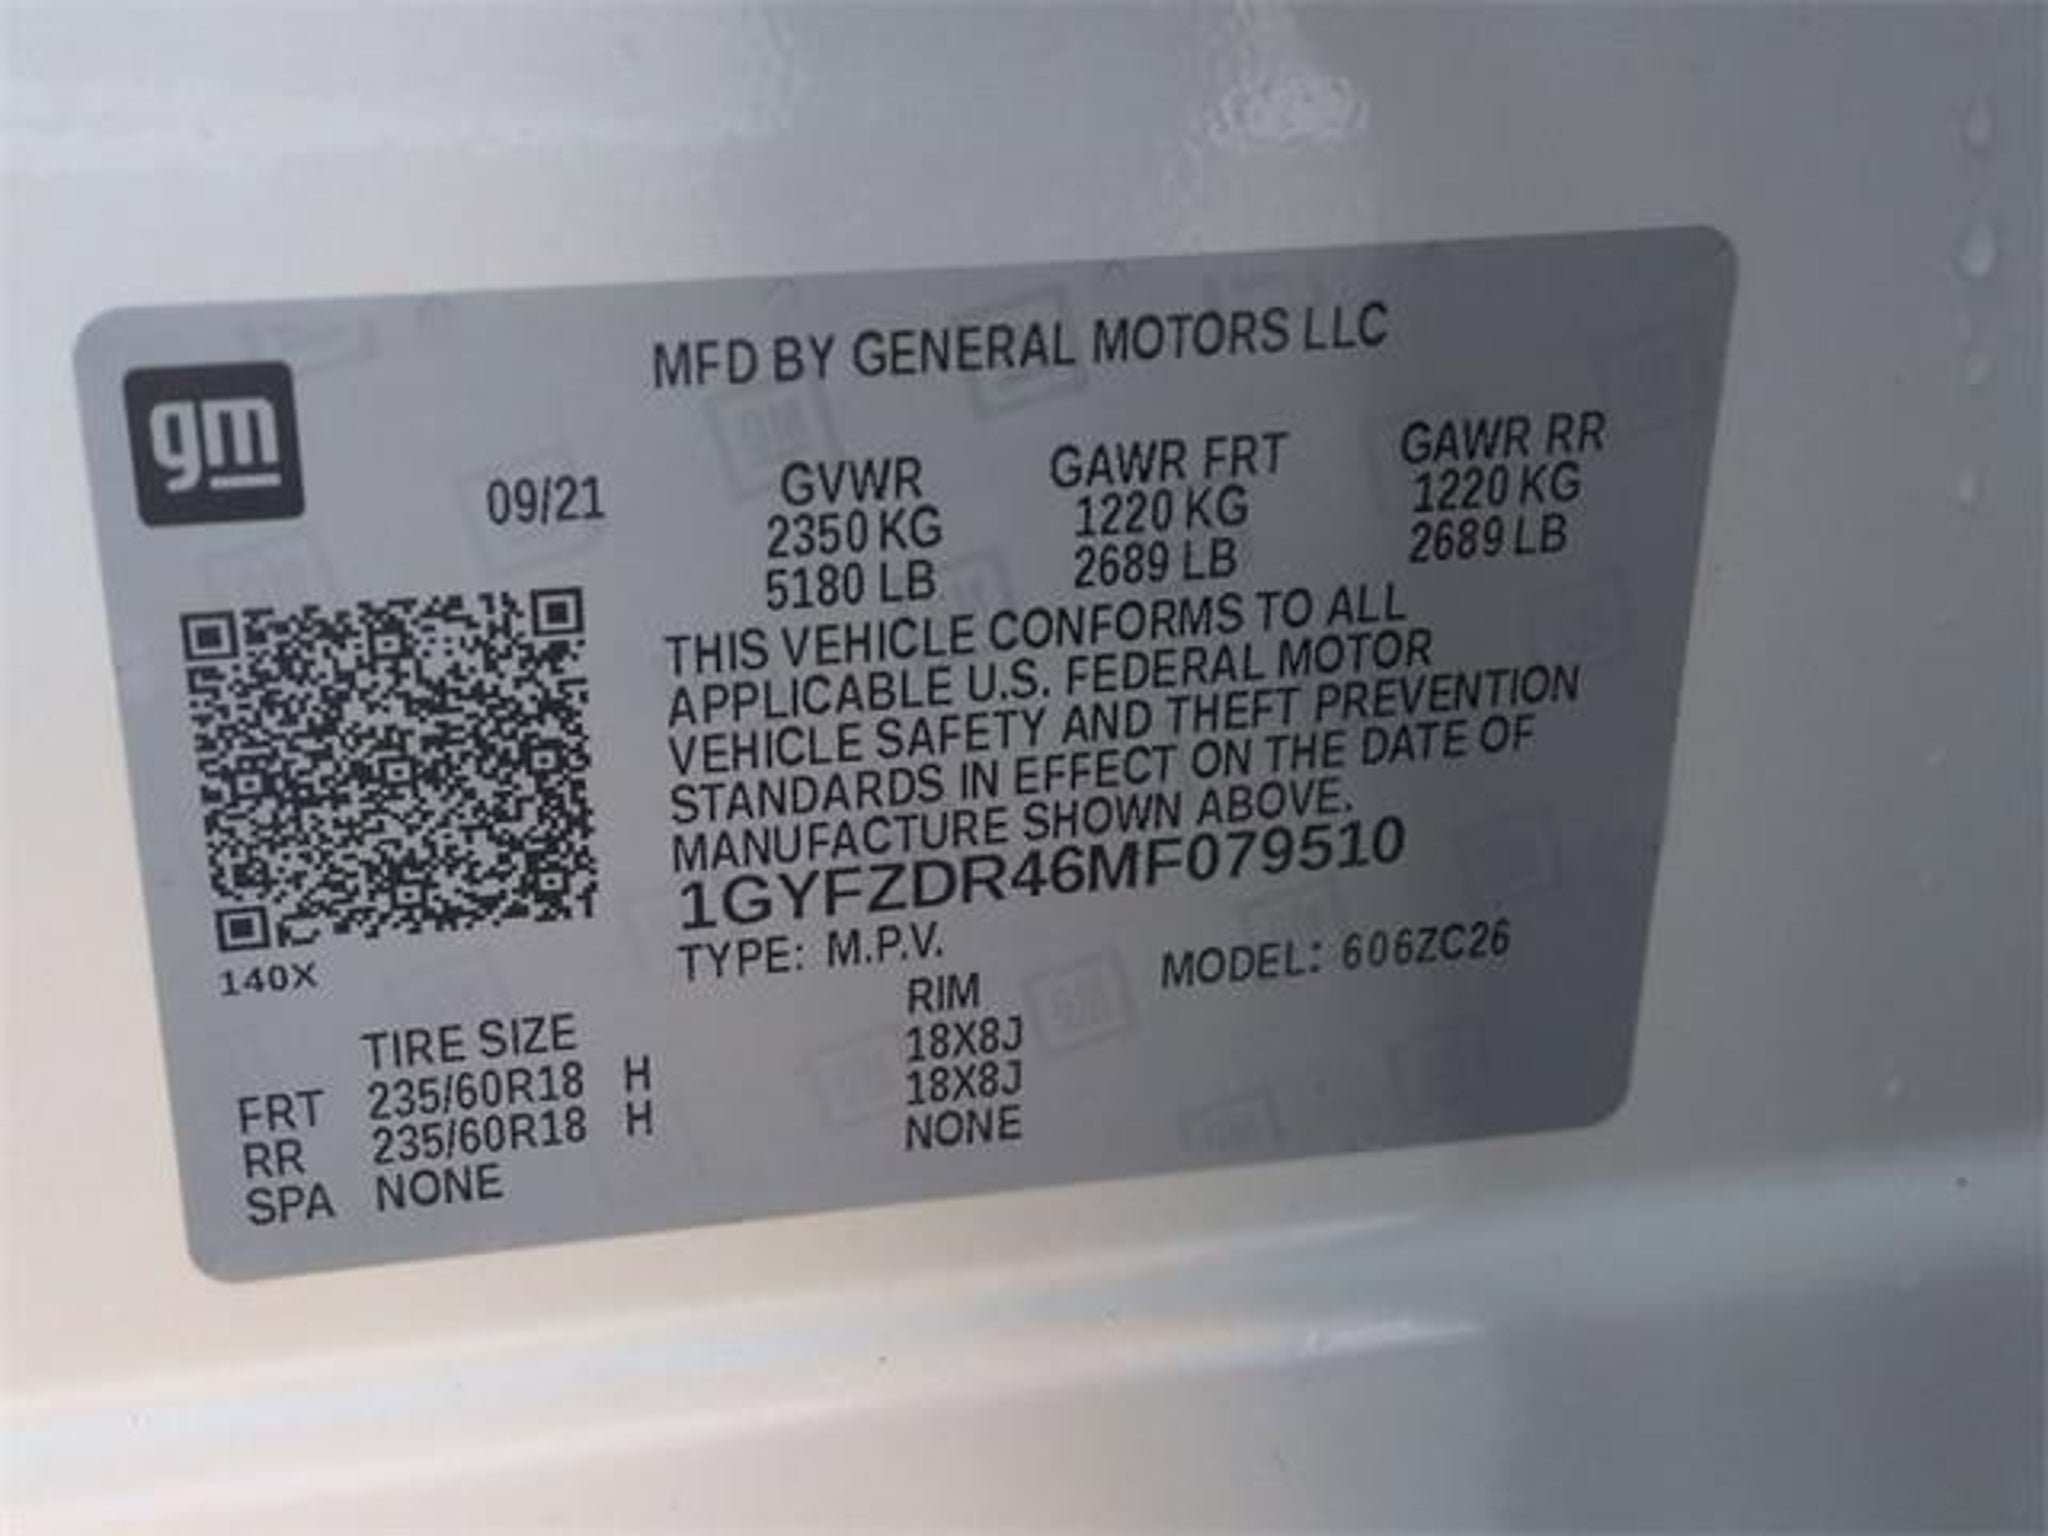 MFD BY GENERAL MOTORS LLC
gm
09/21
GVWR GAWR FRT GAWR RR
2350 KG 1220 KG 1220 KG
5180 LB 2689 LB 2689 LB
THIS VEHICLE CONFORMS TO ALL
APPLICABLE U.S. FEDERAL MOTOR
VEHICLE SAFETY AND THEFT PREVENTION
STANDARDS IN EFFECT ON THE DATE OF
MANUFACTURE SHOWN ABOVE.
1GYFZDR46MF079510
140X
TYPE: M.P.V. MODEL: 606ZC26
TIRE SIZE RIM
FRT 235/60R18 H 18X8J
RR 235/60R18 H 18X8J
SPA NONE NONE